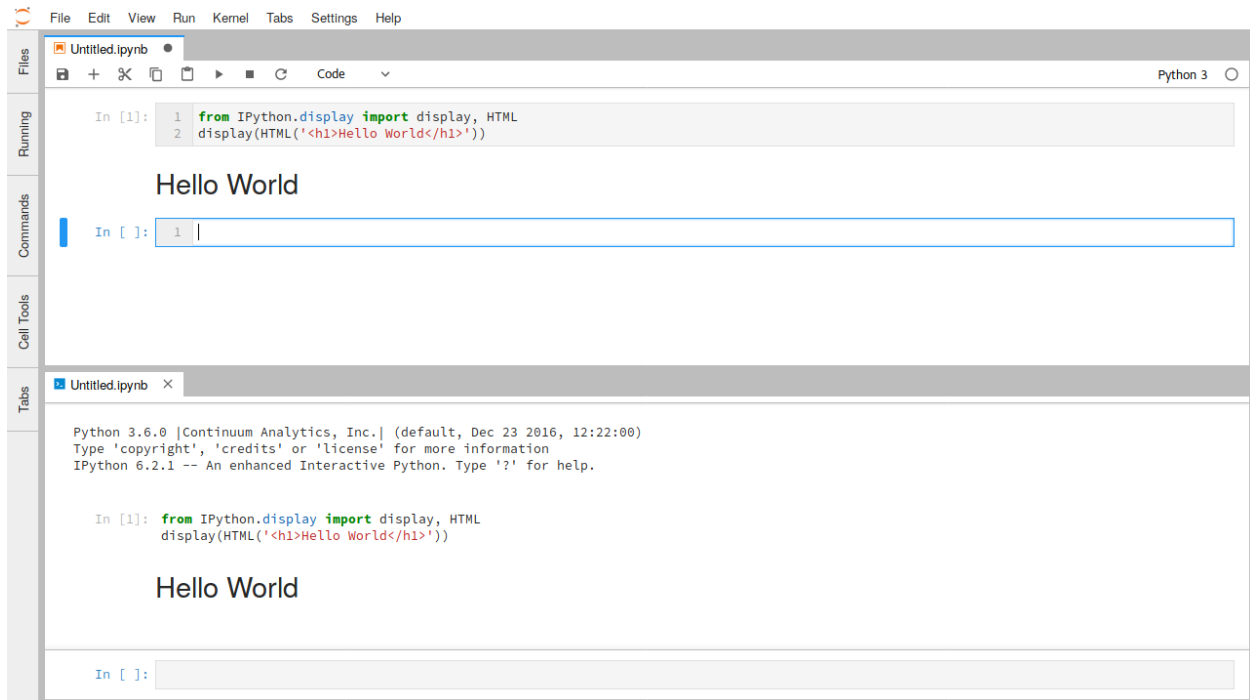 File Edit View Run Kernel Tabs Settings Help
Files
Running
Commands
Cell Tools
Tabs
Untitled.ipynb
Code
Python 3
In [1]:
1 from IPython.display import display, HTML
2 display(HTML('<h1>Hello World</h1>'))
Hello World
In [ ]: 1
Untitled.ipynb
Python 3.6.0 |Continuum Analytics, Inc.| (default, Dec 23 2016, 12:22:00)
Type 'copyright', 'credits' or 'license' for more information
IPython 6.2.1 -- An enhanced Interactive Python. Type '?' for help.
In [1]: from IPython.display import display, HTML
display(HTML('<h1>Hello World</h1>'))
Hello World
In [ ]: